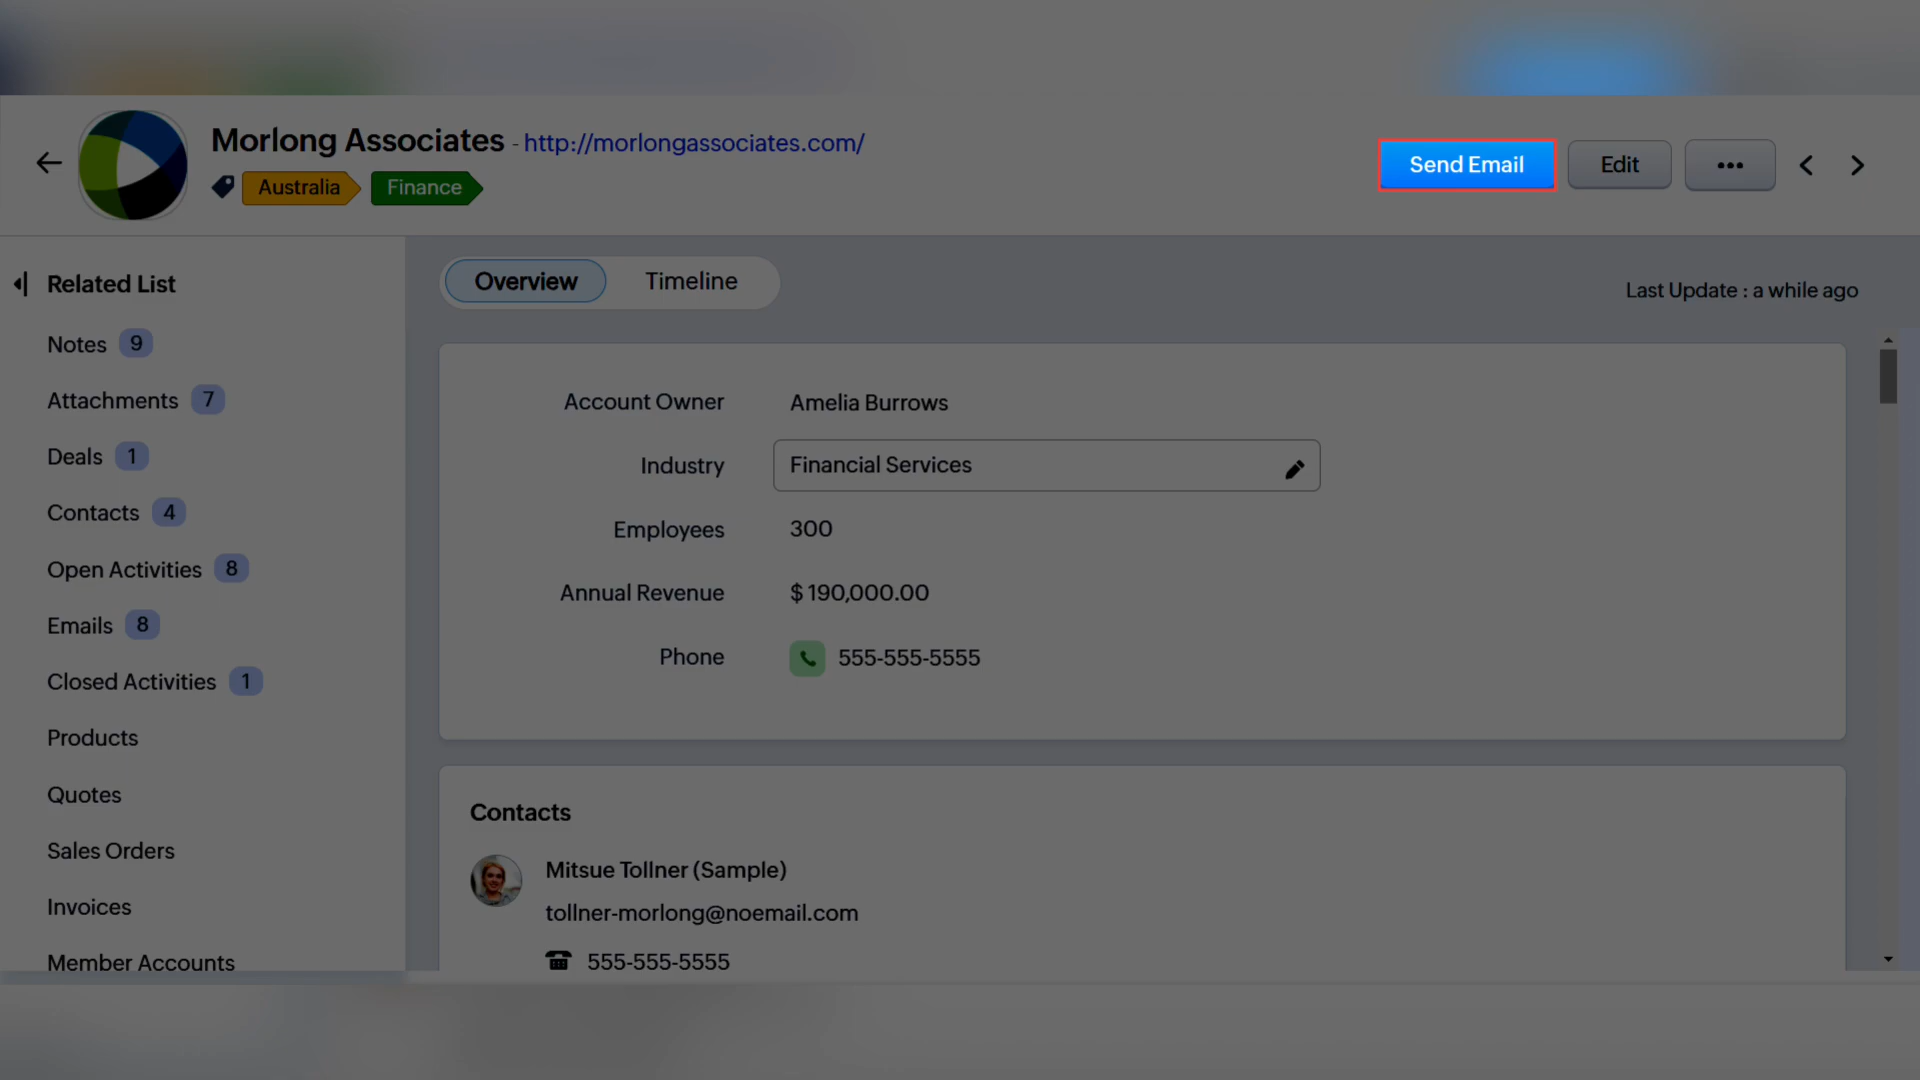 Morlong Associates - http://morlongassociates.com/
Australia Finance
Send Email Edit
Related List
Notes 9
Attachments 7
Deals 1
Contacts 4
Open Activities 8
Emails 8
Closed Activities 1
Products
Quotes
Sales Orders
Invoices
Member Accounts
Overview Timeline
Last Update : a while ago
Account Owner Amelia Burrows
Industry Financial Services
Employees 300
Annual Revenue $ 190,000.00
Phone 555-555-5555
Contacts
Mitsue Tollner (Sample)
tollner-morlong@noemail.com
555-555-5555